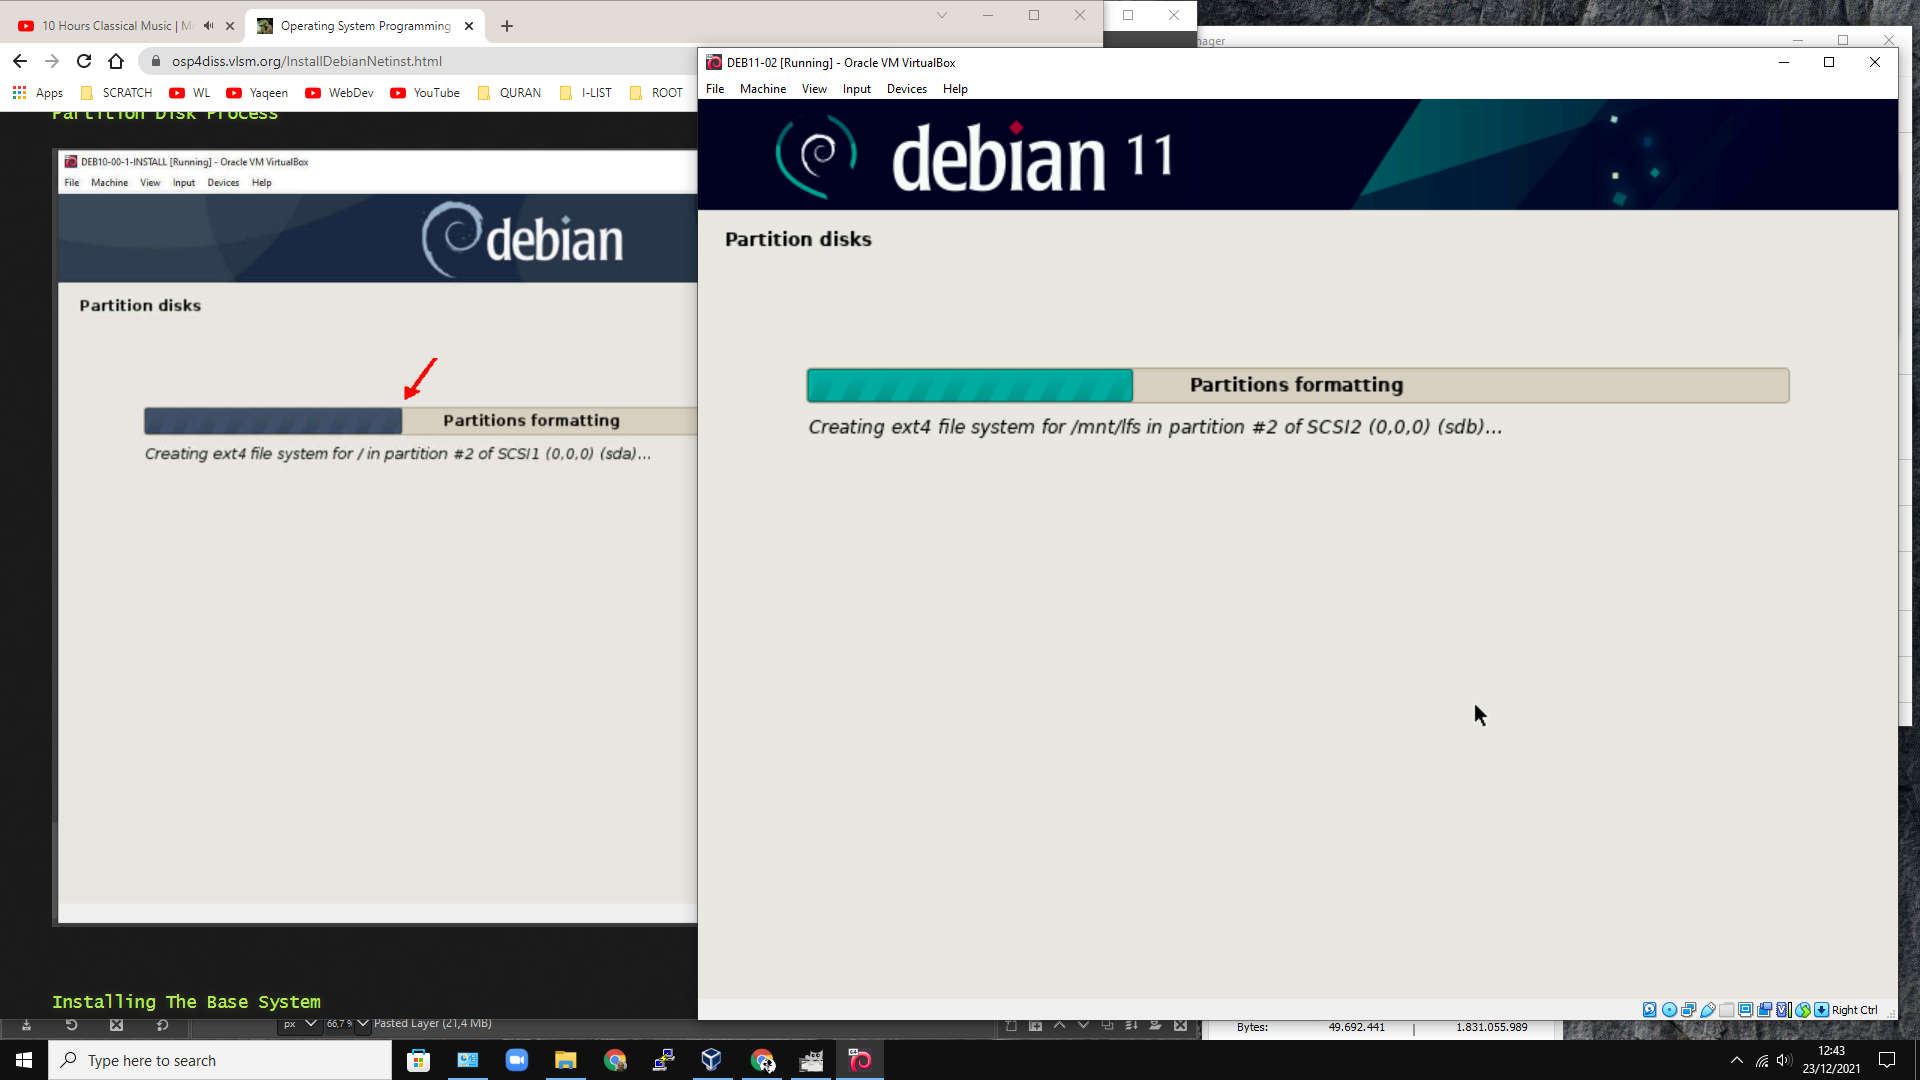 10 Hours Classical Music | M
Operating System Programming
osp4diss.vlsm.org/InstallDebianNetinst.html
Apps
SCRATCH
WL
Yaqeen
WebDev
YouTube
QURAN
I-LIST
ROOT
Partition Disk Process
DEB10-00-1-INSTALL [Running] - Oracle VM VirtualBox
File Machine View Input Devices Help
debian
Partition disks
Partitions formatting
Creating ext4 file system for / in partition #2 of SCSI1 (0,0,0) (sda)...
Installing The Base System
px
66,7
Pasted Layer (21,4 MB)
nager
DEB11-02 [Running] - Oracle VM VirtualBox
File Machine View Input Devices Help
debian 11
Partition disks
Partitions formatting
Creating ext4 file system for /mnt/lfs in partition #2 of SCSI2 (0,0,0) (sdb)...
Right Ctrl
Bytes: 49.692.441 | 1.831.055.989
Type here to search
12:43
23/12/2021